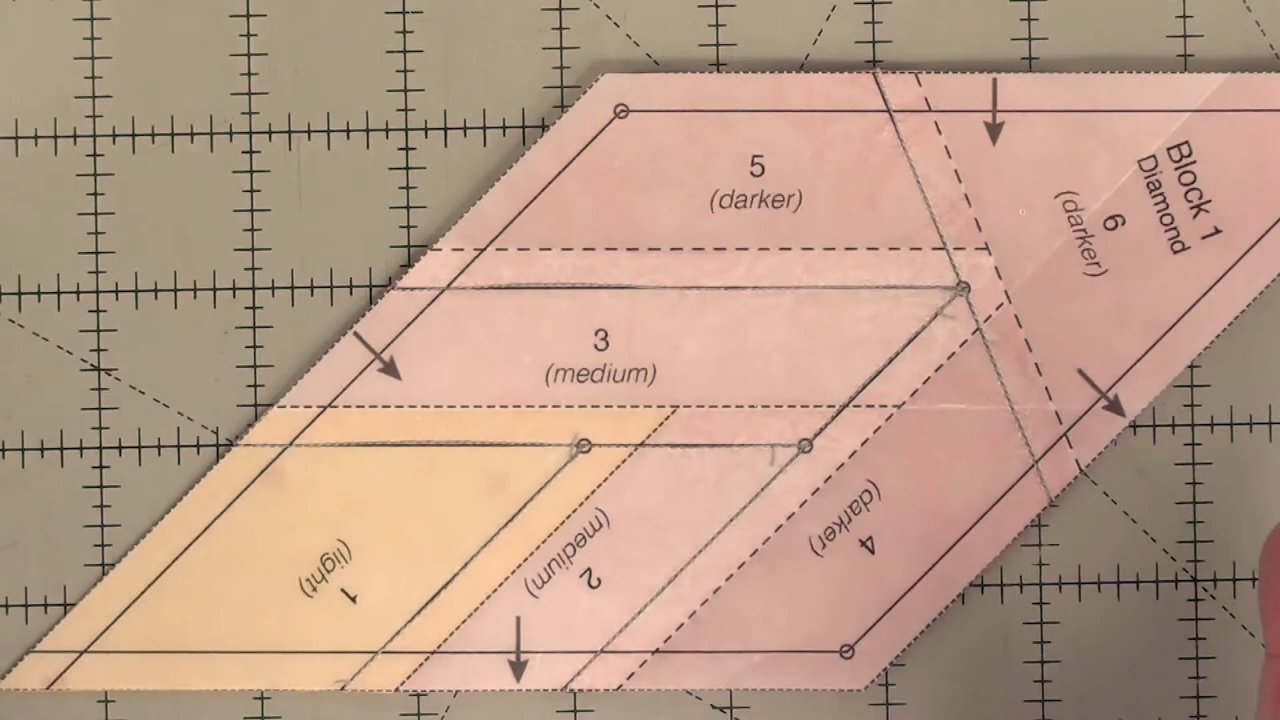 5
(darker)
Block 1
Diamond
6
(darker)
3
(medium)
4
(darker)
2
(medium)
1
(light)